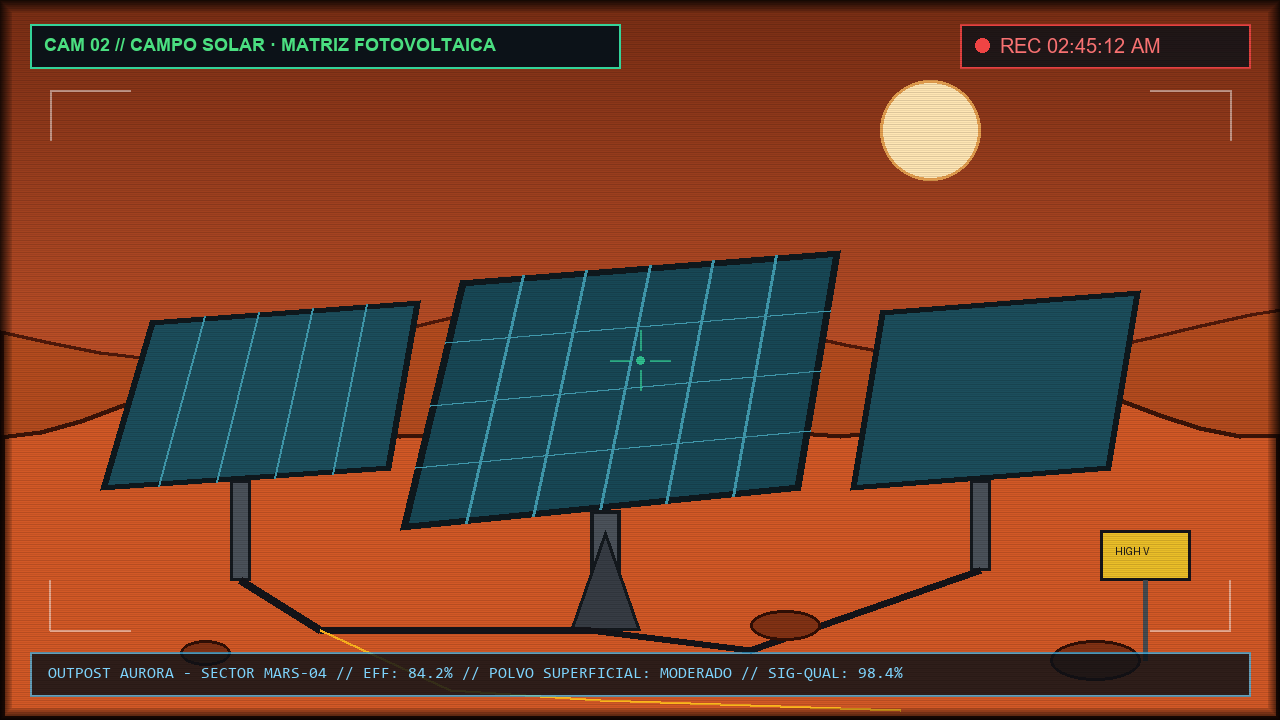 CAM 02 // CAMPO SOLAR · MATRIZ FOTOVOLTAICA
REC 02:45:12 AM
HIGH V
OUTPOST AURORA - SECTOR MARS-04 // EFF: 84.2% // POLVO SUPERFICIAL: MODERADO // SIG-QUAL: 98.4%